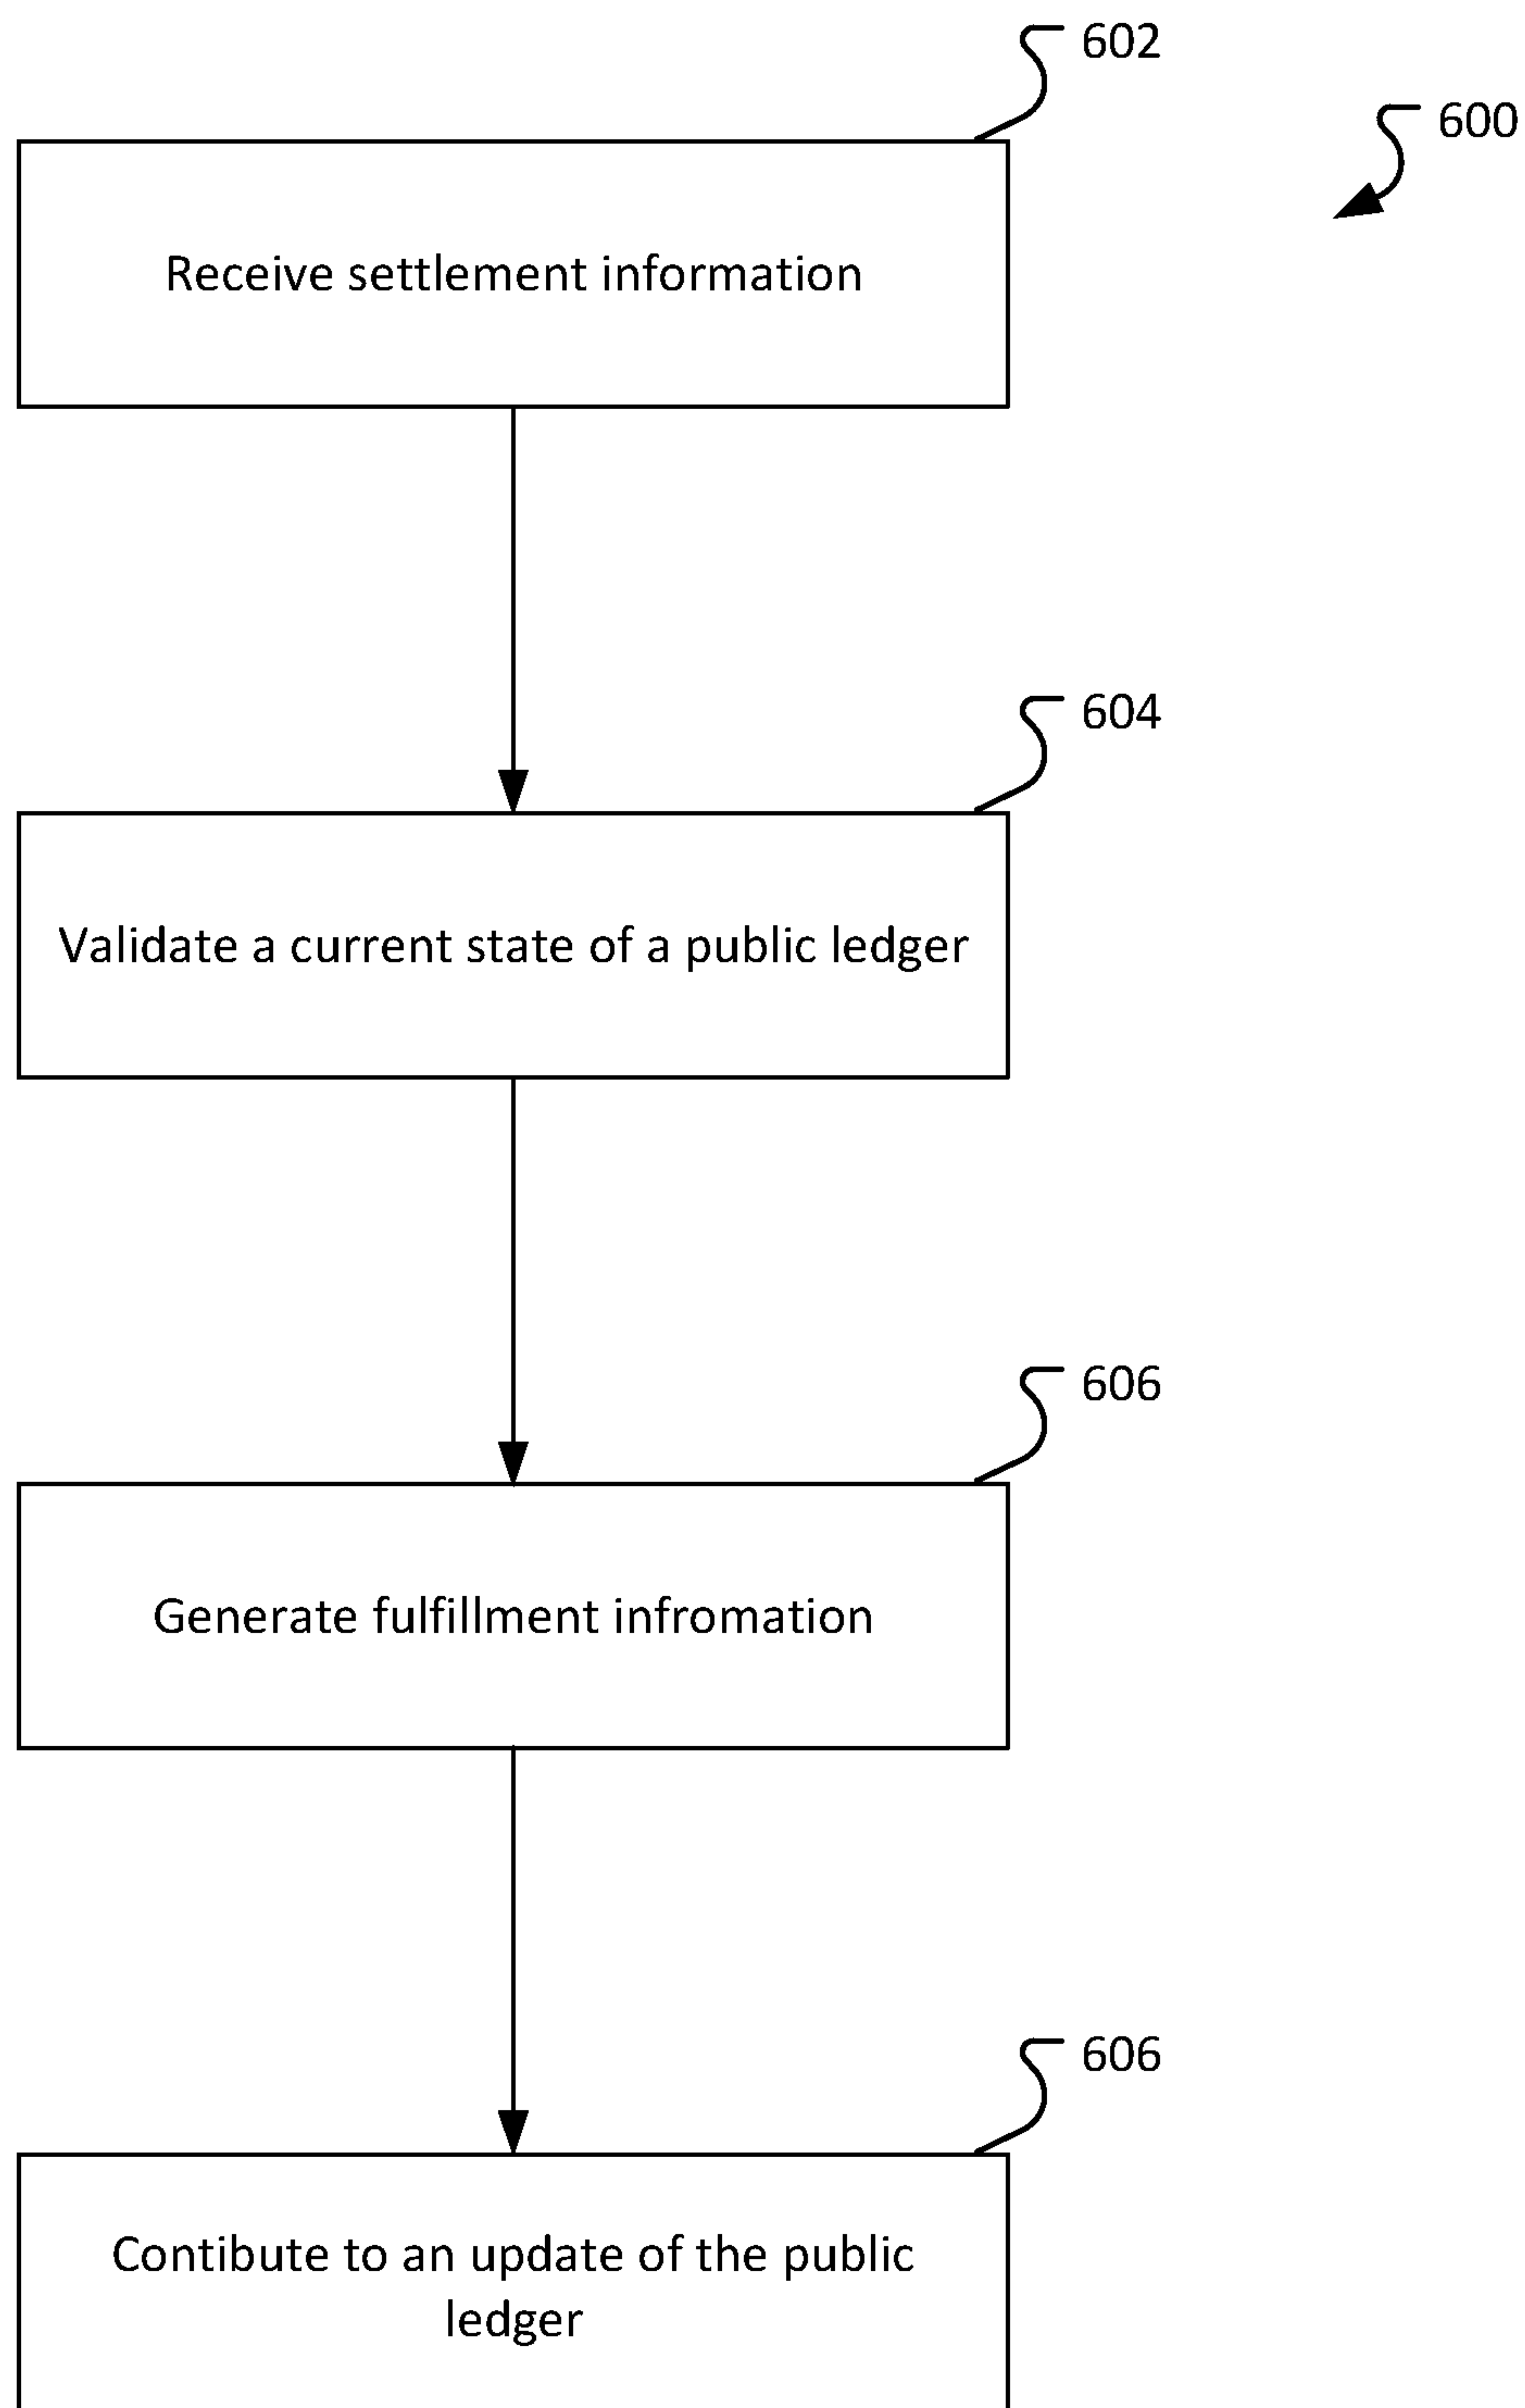 602
600
Receive settlement information
604
Validate a current state of a public ledger
606
Generate fulfillment infromation
606
Contibute to an update of the public
ledger